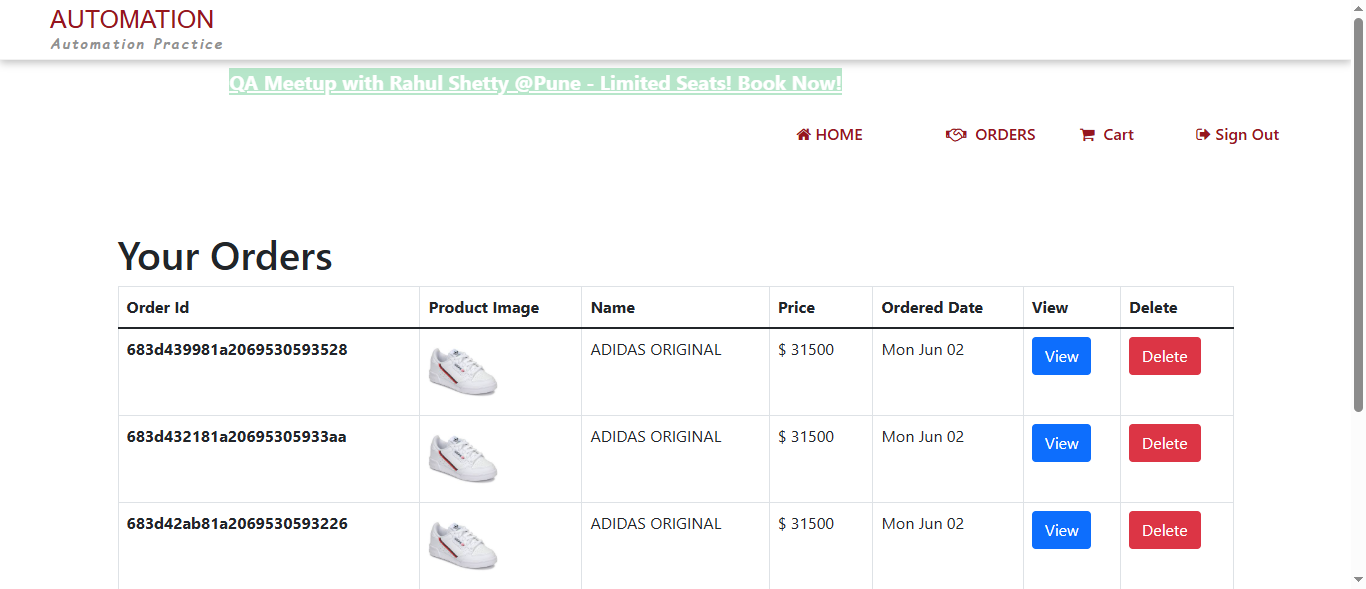 AUTOMATION
Automation Practice
QA Meetup with Rahul Shetty @Pune - Limited Seats! Book Now!
HOME ORDERS Cart Sign Out
Your Orders
Order Id Product Image Name Price Ordered Date View Delete
683d439981a2069530593528 ADIDAS ORIGINAL $ 31500 Mon Jun 02 View Delete
683d432181a20695305933aa ADIDAS ORIGINAL $ 31500 Mon Jun 02 View Delete
683d42ab81a2069530593226 ADIDAS ORIGINAL $ 31500 Mon Jun 02 View Delete